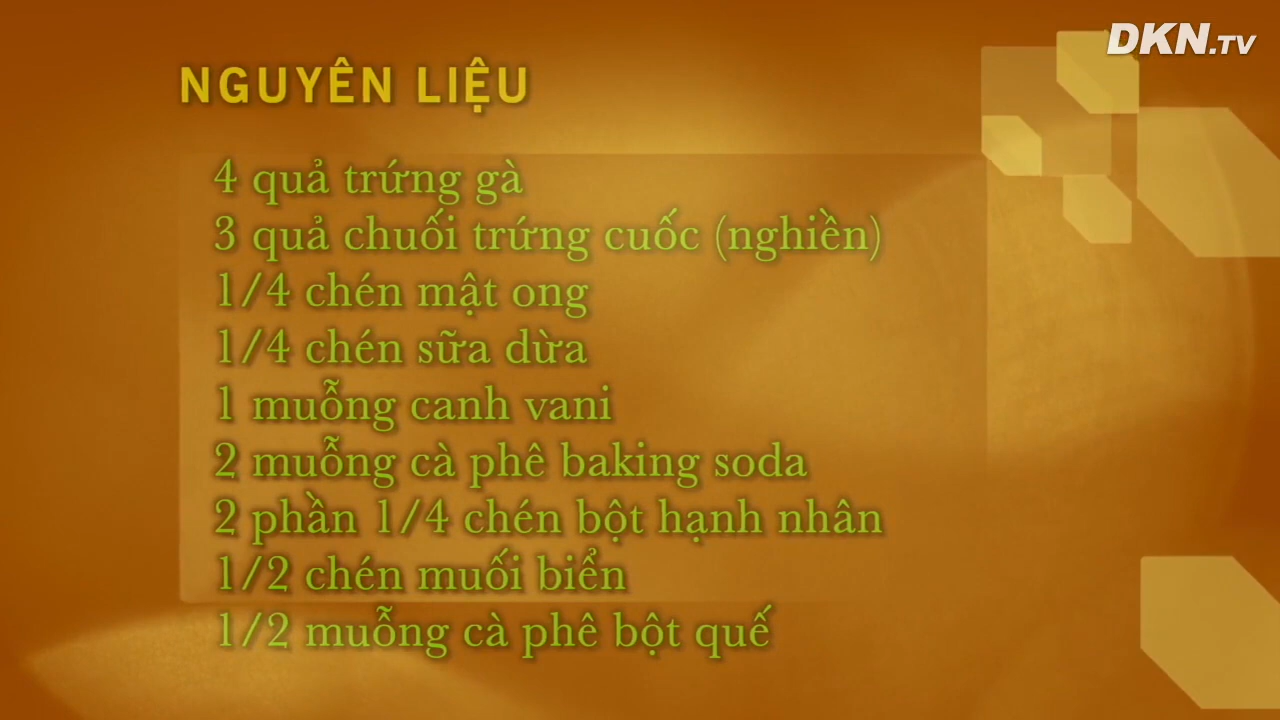 DKN.TV
NGUYÊN LIỆU
4 quả trứng gà
3 quả chuối trứng cuốc (nghiền)
1/4 chén mật ong
1/4 chén sữa dừa
1 muỗng canh vani
2 muỗng cà phê baking soda
2 phần 1/4 chén bột hạnh nhân
1/2 chén muối biển
1/2 muỗng cà phê bột quế